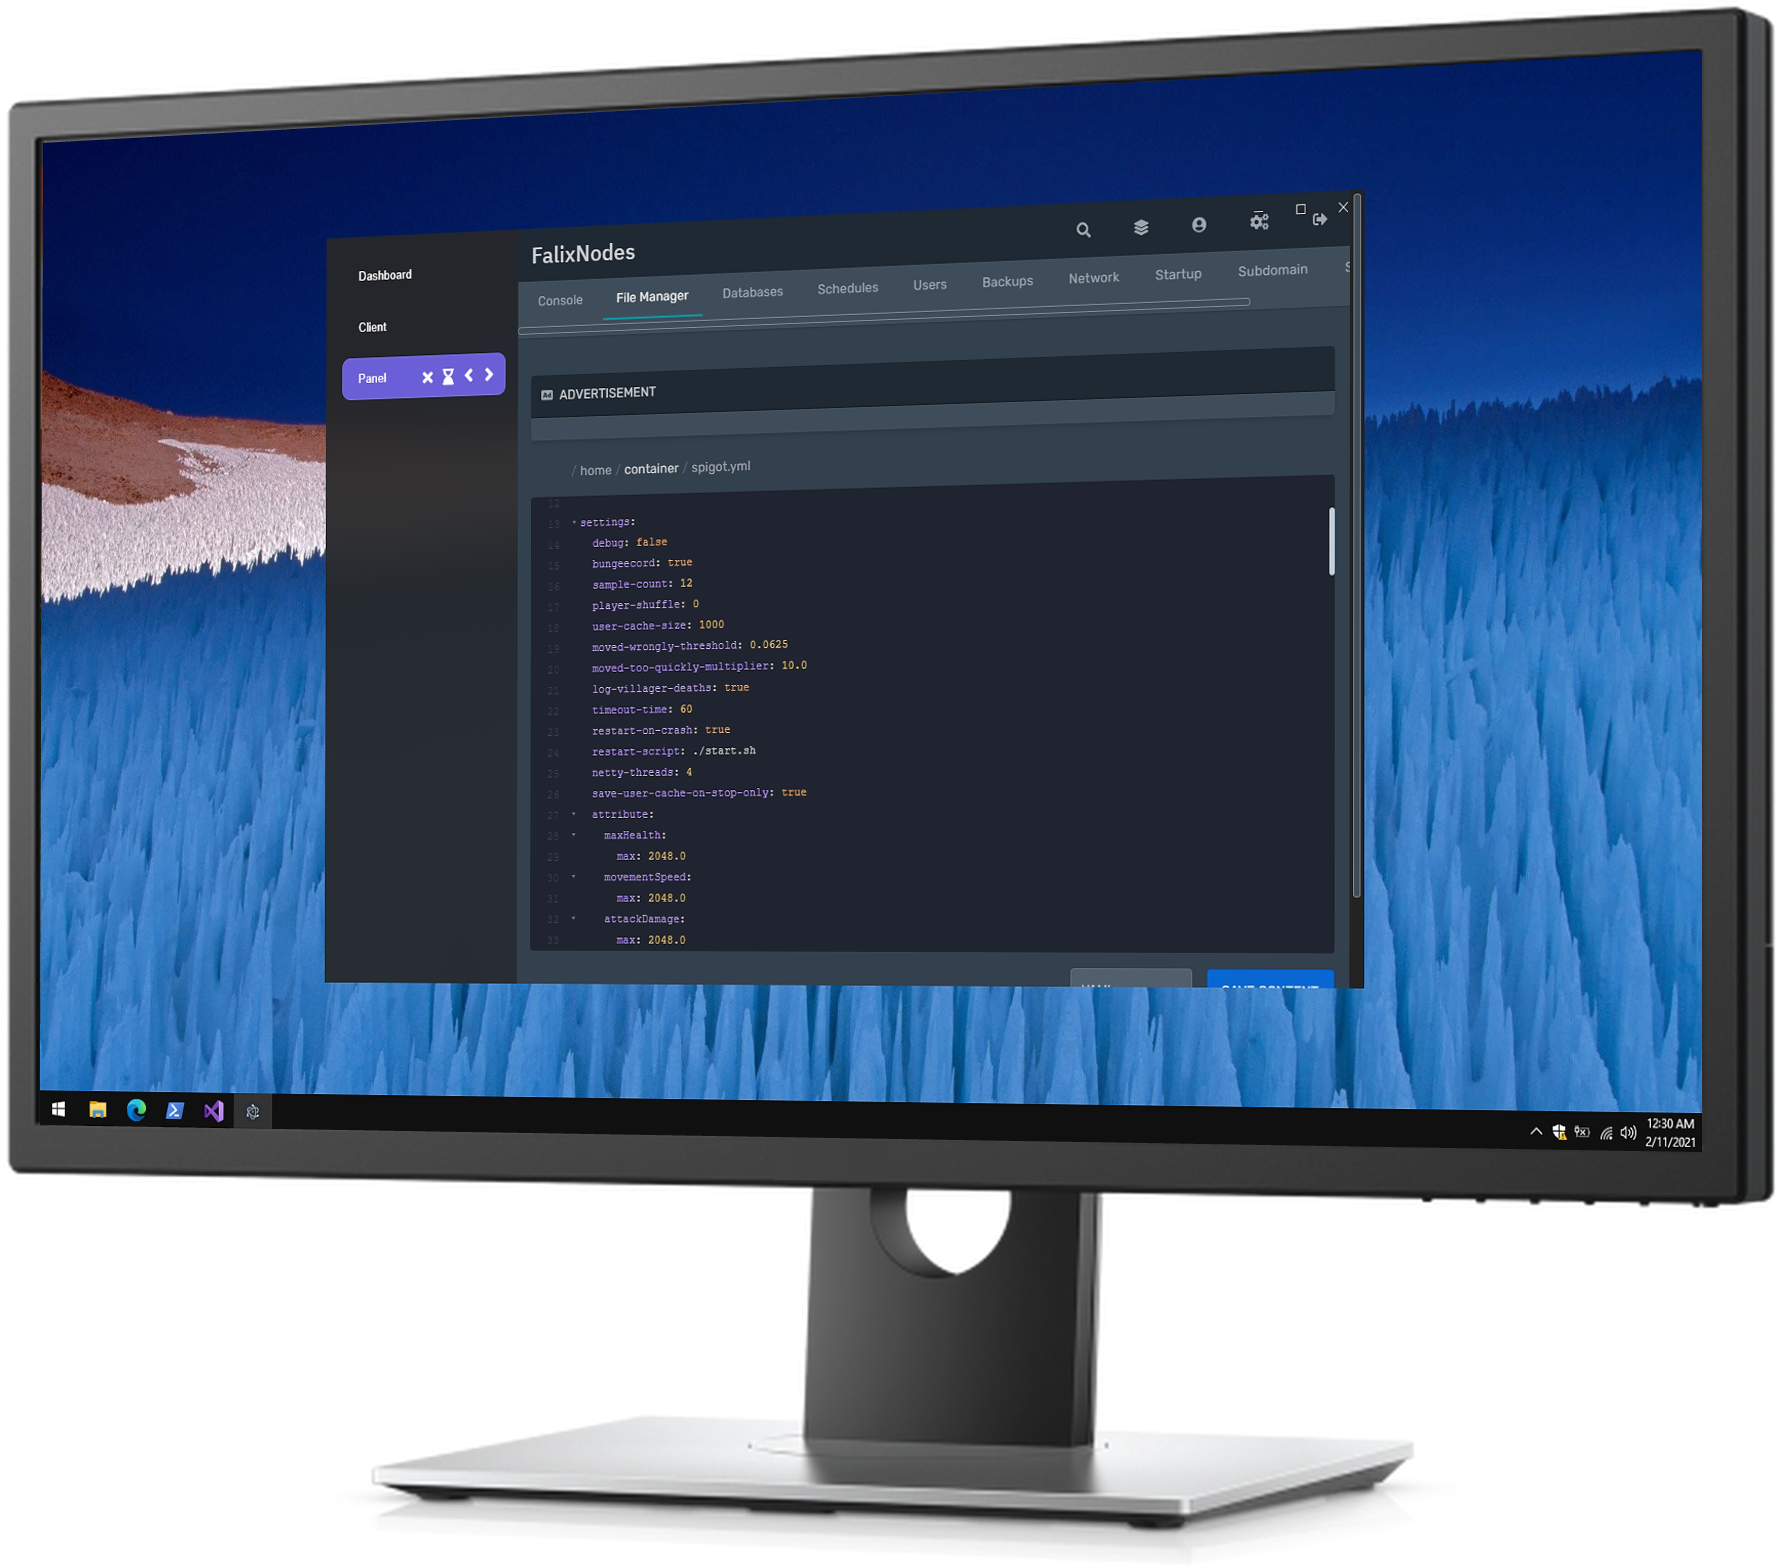 FalixNodes
Dashboard
Client
Panel
Console File Manager Databases Schedules Users Backups Network Startup Subdomain
Ad ADVERTISEMENT
/ home / container / spigot.yml
12
13 settings:
14 debug: false
15 bungeecord: true
16 sample-count: 12
17 player-shuffle: 0
18 user-cache-size: 1000
19 moved-wrongly-threshold: 0.0625
20 moved-too-quickly-multiplier: 10.0
21 log-villager-deaths: true
22 timeout-time: 60
23 restart-on-crash: true
24 restart-script: ./start.sh
25 netty-threads: 4
26 save-user-cache-on-stop-only: true
27 attribute:
28 maxHealth:
29 max: 2048.0
30 movementSpeed:
31 max: 2048.0
32 attackDamage:
33 max: 2048.0
SAVE CONTENT
12:30 AM
2/11/2021